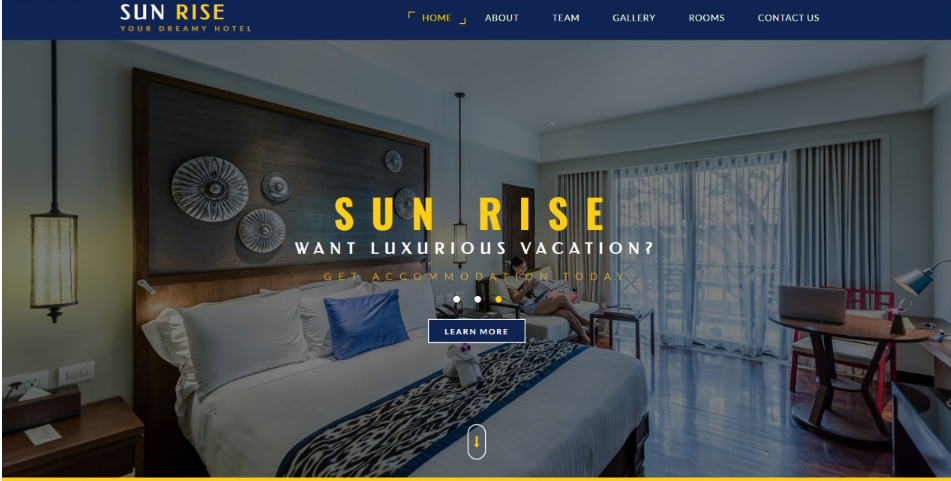 SUN RISE
YOUR DREAMY HOTEL
HOME ABOUT TEAM GALLERY ROOMS CONTACT US
SUN RISE
WANT LUXURIOUS VACATION?
GET ACCOMMODATION TODAY
LEARN MORE